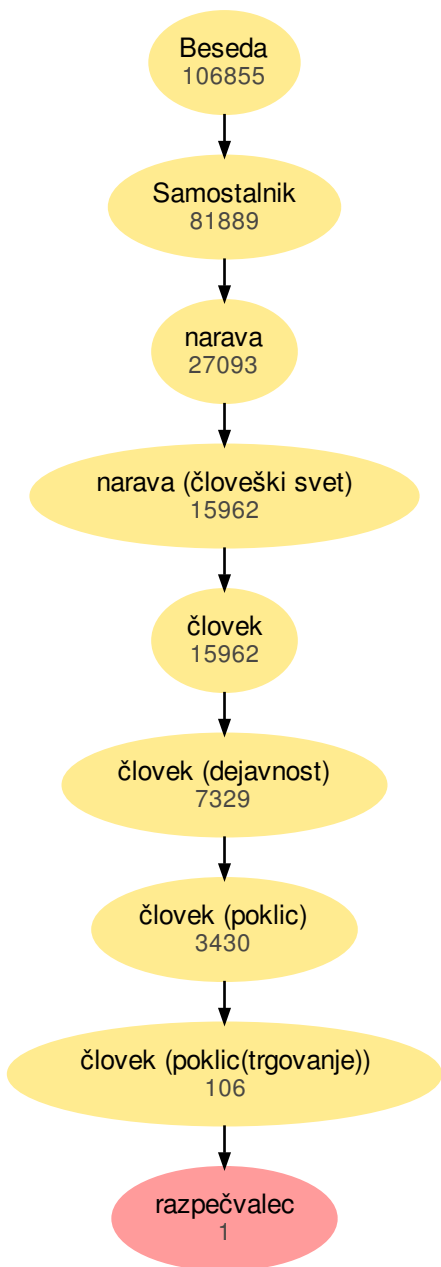 Beseda
106855
Samostalnik
81889
narava
27093
narava (človeški svet)
15962
človek
15962
človek (dejavnost)
7329
človek (poklic)
3430
človek (poklic(trgovanje))
106
razpečvalec
1